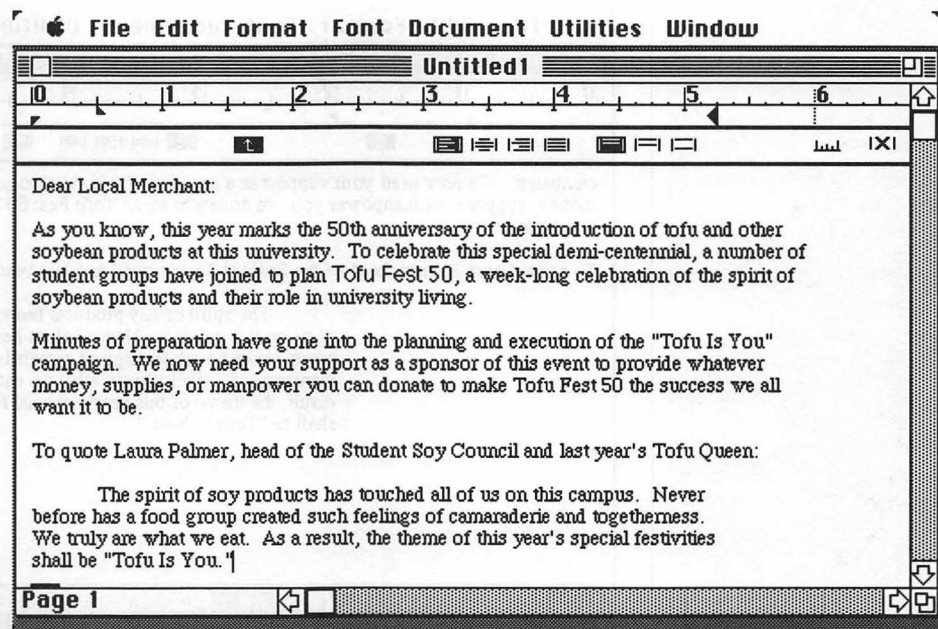 File Edit Format Font Document Utilities Window
Untitled1
0 1 2 3 4 5 6
Dear Local Merchant:
As you know, this year marks the 50th anniversary of the introduction of tofu and other
soybean products at this university. To celebrate this special demi-centennial, a number of
student groups have joined to plan Tofu Fest 50, a week-long celebration of the spirit of
soybean products and their role in university living.
Minutes of preparation have gone into the planning and execution of the "Tofu Is You"
campaign. We now need your support as a sponsor of this event to provide whatever
money, supplies, or manpower you can donate to make Tofu Fest 50 the success we all
want it to be.
To quote Laura Palmer, head of the Student Soy Council and last year's Tofu Queen:
The spirit of soy products has touched all of us on this campus. Never
before has a food group created such feelings of camaraderie and togetherness.
We truly are what we eat. As a result, the theme of this year's special festivities
shall be "Tofu Is You."
Page 1